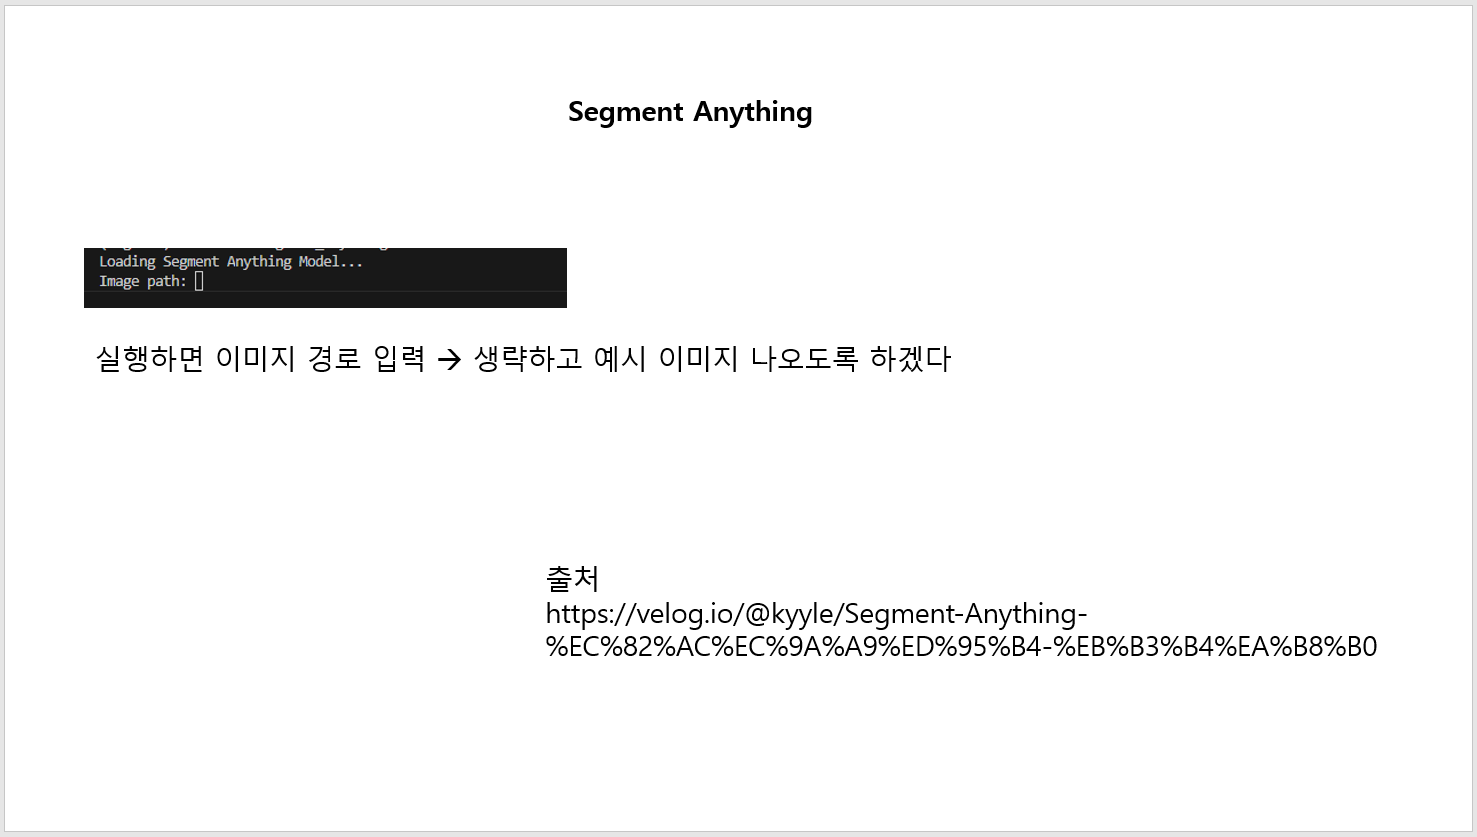 Segment Anything
Loading Segment Anything Model...
Image path:
실행하면 이미지 경로 입력 → 생략하고 예시 이미지 나오도록 하겠다
출처
https://velog.io/@kyyle/Segment-Anything-
%EC%82%AC%EC%9A%A9%ED%95%B4-%EB%B3%B4%EA%B8%B0